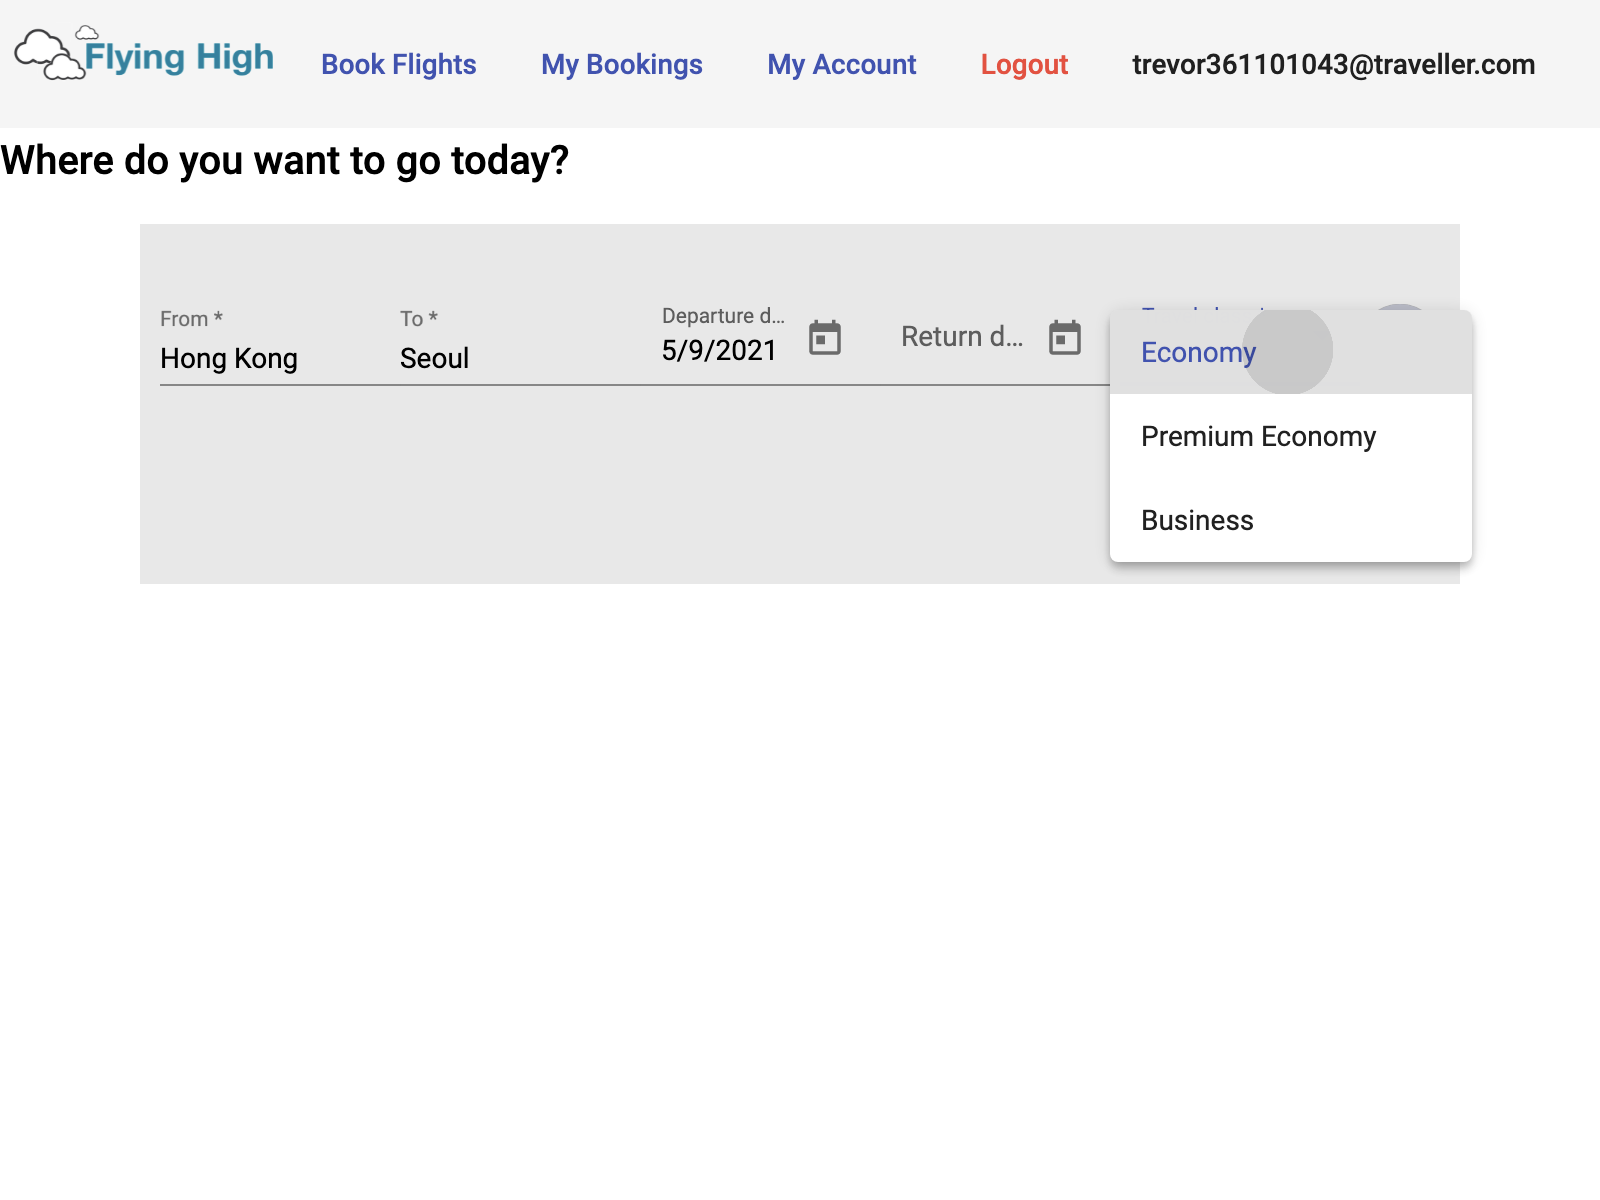 Flying High
Book Flights
My Bookings
My Account
Logout
trevor361101043@traveller.com
Where do you want to go today?
From *
Hong Kong
To *
Seoul
Departure d...
5/9/2021
Return d...
Economy
Premium Economy
Business